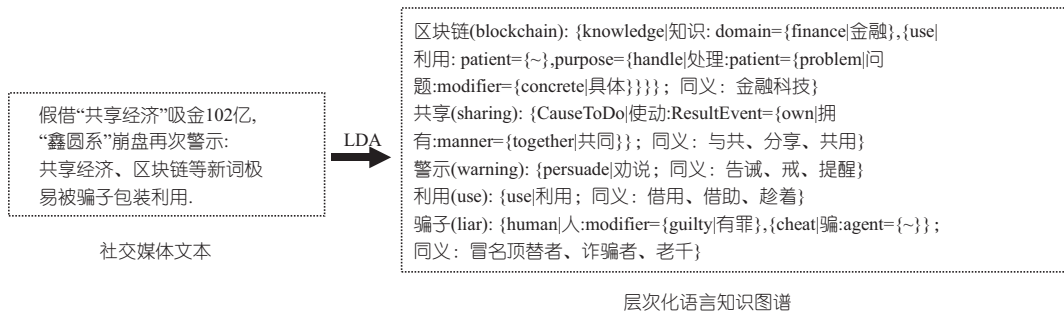 假借“共享经济”吸金102亿,
“鑫圆系”崩盘再次警示:
共享经济、区块链等新词极
易被骗子包装利用.
社交媒体文本
LDA
区块链(blockchain): {knowledge|知识: domain={finance|金融},{use|
利用: patient={~},purpose={handle|处理:patient={problem|问
题:modifier={concrete|具体}}}}; 同义: 金融科技}
共享(sharing): {CauseToDo|使动:ResultEvent={own|拥
有:manner={together|共同}}; 同义: 与共、分享、共用}
警示(warning): {persuade|劝说; 同义: 告诫、戒、提醒}
利用(use): {use|利用; 同义: 借用、借助、趁着}
骗子(liar): {human|人:modifier={guilty|有罪},{cheat|骗:agent={~}};
同义: 冒名顶替者、诈骗者、老千}
层次化语言知识图谱